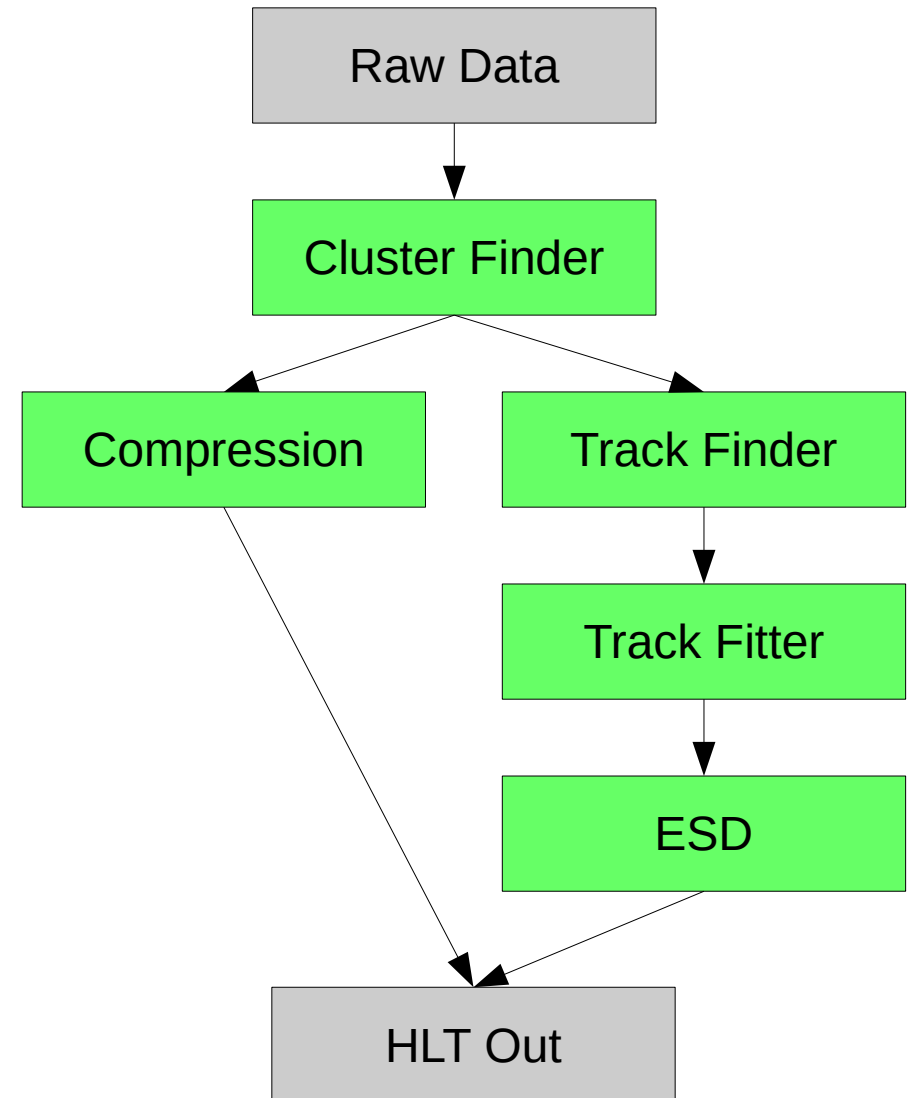 Raw Data
Cluster Finder
Compression
Track Finder
Track Fitter
ESD
HLT Out